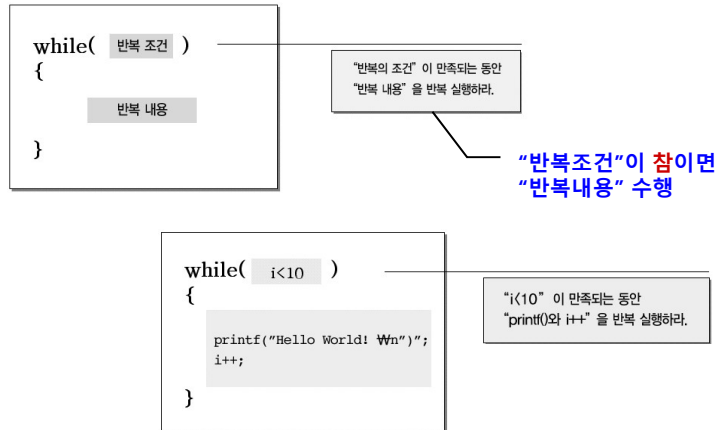 while( 반복 조건 )
{
반복 내용
}
“반복의 조건” 이 만족되는 동안
“반복 내용” 을 반복 실행하라.
“반복조건”이 참이면
“반복내용” 수행
while( i<10 )
{
printf("Hello World! ₩n")";
i++;
}
“i<10” 이 만족되는 동안
“printf()와 i++” 을 반복 실행하라.